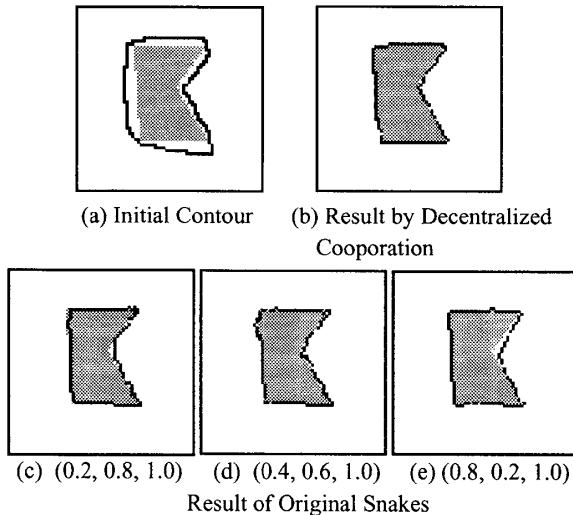 (a) Initial Contour
(b) Result by Decentralized
Cooporation
(c) (0.2, 0.8, 1.0)
(d) (0.4, 0.6, 1.0)
(e) (0.8, 0.2, 1.0)
Result of Original Snakes